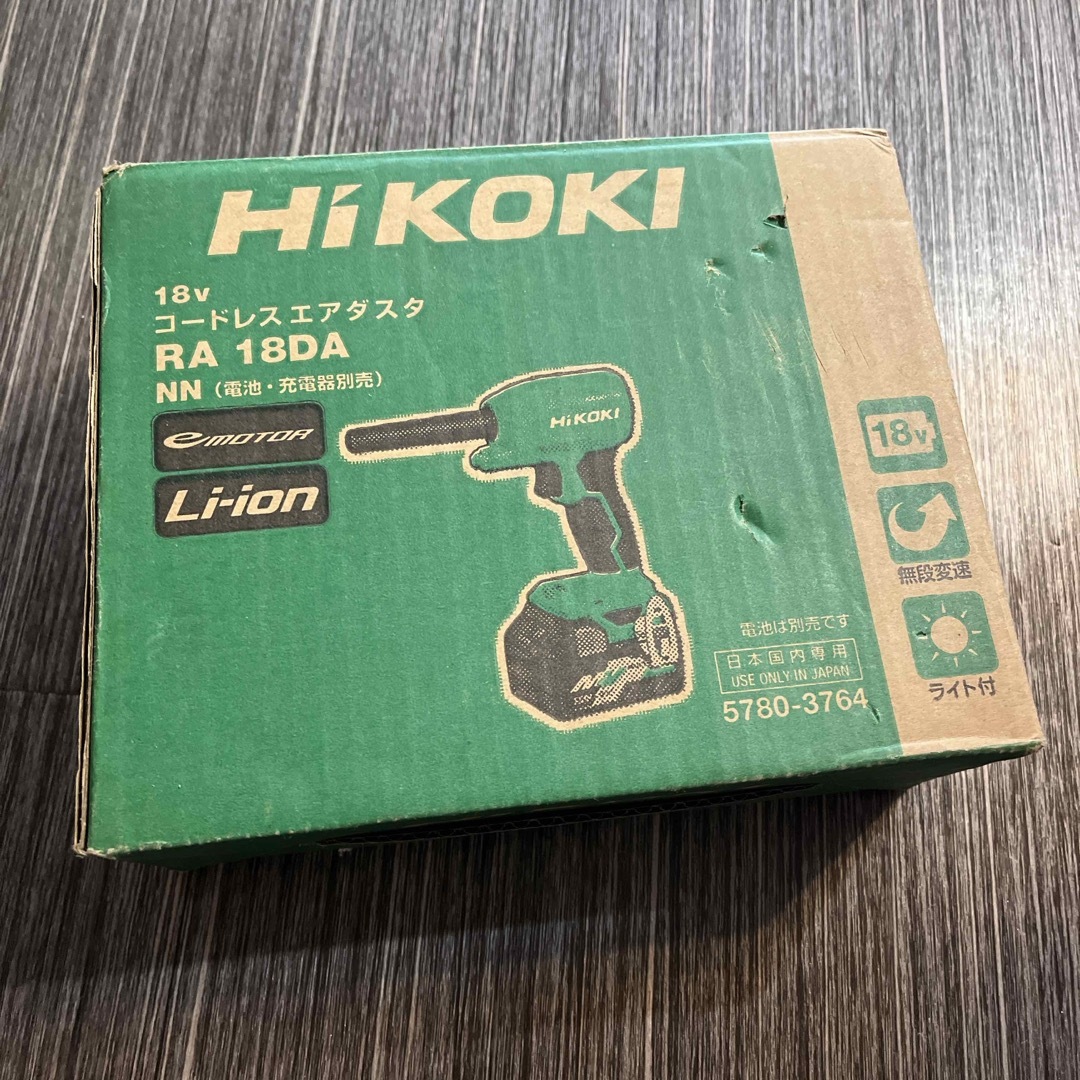 HiKOKI
18v
コードレスエアダスタ
RA 18DA
NN (電池・充電器別売)
e MOTOR
Li-ion
HiKOKI
18v
無段変速
ライト付
電池は別売です
日本国内専用
USE ONLY IN JAPAN
5780-3764